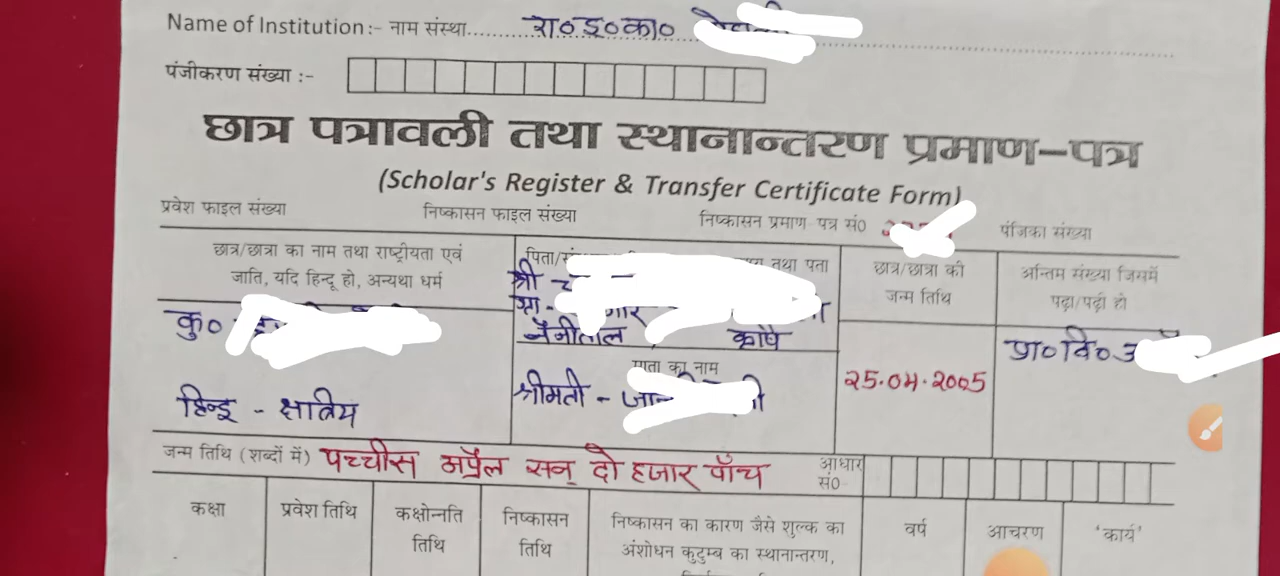 Name of Institution :- नाम संस्था.......... रा० इ० का०
पंजीकरण संख्या :-
छात्र पत्रावली तथा स्थानान्तरण प्रमाण-पत्र
(Scholar's Register & Transfer Certificate Form)
प्रवेश फाइल संख्या निष्कासन फाइल संख्या निष्कासन प्रमाण पत्र सं0 पंजिका संख्या
छात्र/छात्रा का नाम तथा राष्ट्रीयता एवं
जाति, यदि हिन्दू हो, अन्यथा धर्म
पिता/ तथा पता
छात्र/छात्रा की
जन्म तिथि
अन्तिम संख्या जिसमें
पढ़ा/पढ़ी हो
कु०
हिन्दू - क्षत्रिय
श्री
ग्रा-
नैनीताल कृषि
माता का नाम
श्रीमती -
25.04.2005
प्रा० वि०
जन्म तिथि (शब्दों में) पच्चीस अप्रैल सन् दो हजार पाँच
आधार
सं0-
कक्षा
प्रवेश तिथि
कक्षोन्नति
तिथि
निष्कासन
तिथि
निष्कासन का कारण जैसे शुल्क का
अंशोधन कुटुम्ब का स्थानान्तरण,
वर्ष
आचरण
'कार्य'